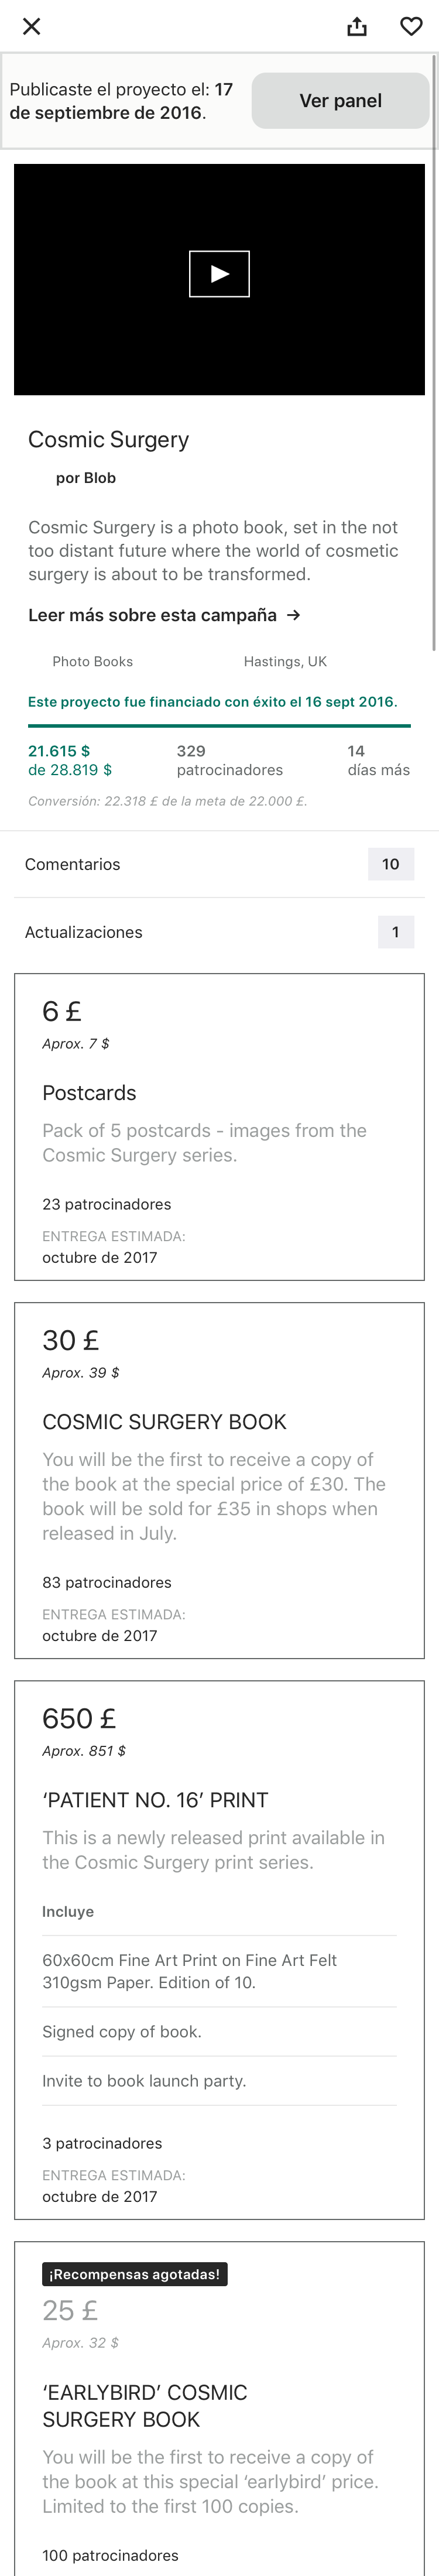 Publicaste el proyecto el: 17
de septiembre de 2016.
Ver panel
Cosmic Surgery
por Blob
Cosmic Surgery is a photo book, set in the not
too distant future where the world of cosmetic
surgery is about to be transformed.
Leer más sobre esta campaña →
Photo Books
Hastings, UK
Este proyecto fue financiado con éxito el 16 sept 2016.
21.615 $
de 28.819 $
329
patrocinadores
14
días más
Conversión: 22.318 £ de la meta de 22.000 £.
Comentarios
10
Actualizaciones
1
6 £
Aprox. 7 $
Postcards
Pack of 5 postcards - images from the
Cosmic Surgery series.
23 patrocinadores
ENTREGA ESTIMADA:
octubre de 2017
30 £
Aprox. 39 $
COSMIC SURGERY BOOK
You will be the first to receive a copy of
the book at the special price of £30. The
book will be sold for £35 in shops when
released in July.
83 patrocinadores
ENTREGA ESTIMADA:
octubre de 2017
650 £
Aprox. 851 $
‘PATIENT NO. 16’ PRINT
This is a newly released print available in
the Cosmic Surgery print series.
Incluye
60x60cm Fine Art Print on Fine Art Felt
310gsm Paper. Edition of 10.
Signed copy of book.
Invite to book launch party.
3 patrocinadores
ENTREGA ESTIMADA:
octubre de 2017
¡Recompensas agotadas!
25 £
Aprox. 32 $
‘EARLYBIRD’ COSMIC
SURGERY BOOK
You will be the first to receive a copy of
the book at this special ‘earlybird’ price.
Limited to the first 100 copies.
100 patrocinadores